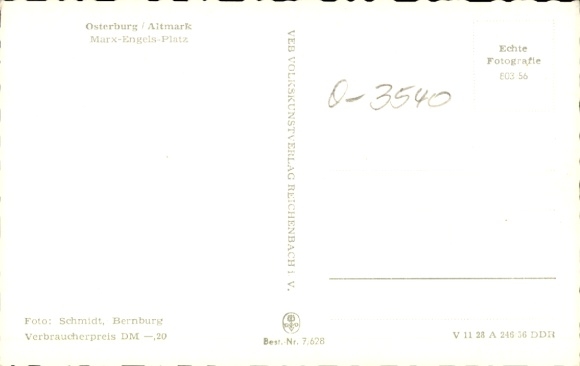 Osterburg / Altmark
Marx-Engels-Platz
VEB VOLKSKUNSTVERLAG REICHENBACH I. V.
Echte
Fotografie
E03 56
O-3540
Foto: Schmidt, Bernburg
Verbraucherpreis DM —,20
Best.-Nr. 7,628
V 11 28 A 246 56 DDR